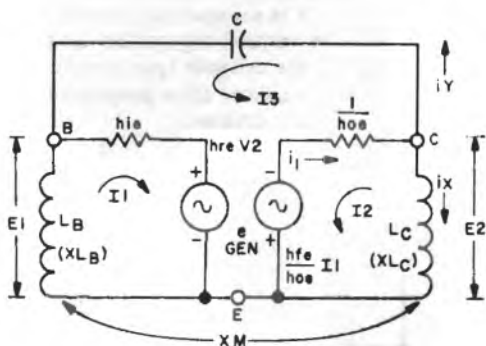 C
I3
iY
B
hie
hre V2
1
hoe
C
i1
+
-
iX
E1
I1
I2
E2
LB
(XLB)
-
e
GEN
+
hfe
hoe
I1
LC
(XLC)
E
XM